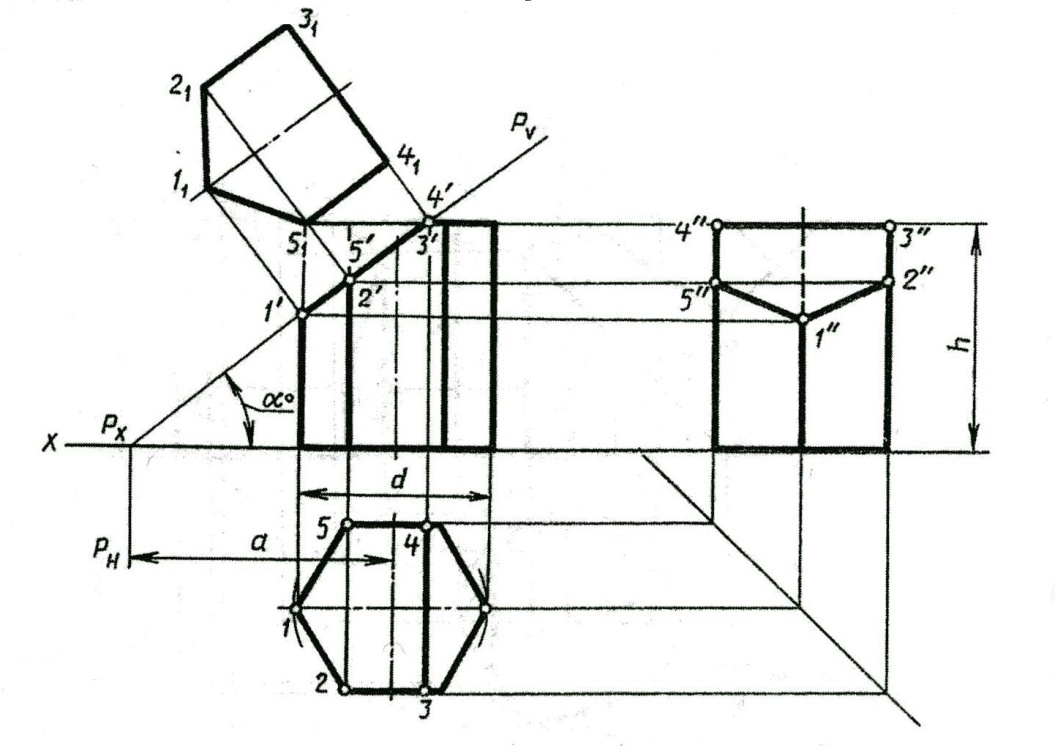 3₁
2₁
P_V
1₁
4₁
4'
4"
3"
5₁
5'
3'
2'
5"
2"
1'
1"
h
α°
P_X
X
d
5
4
P_H
a
1
2
3